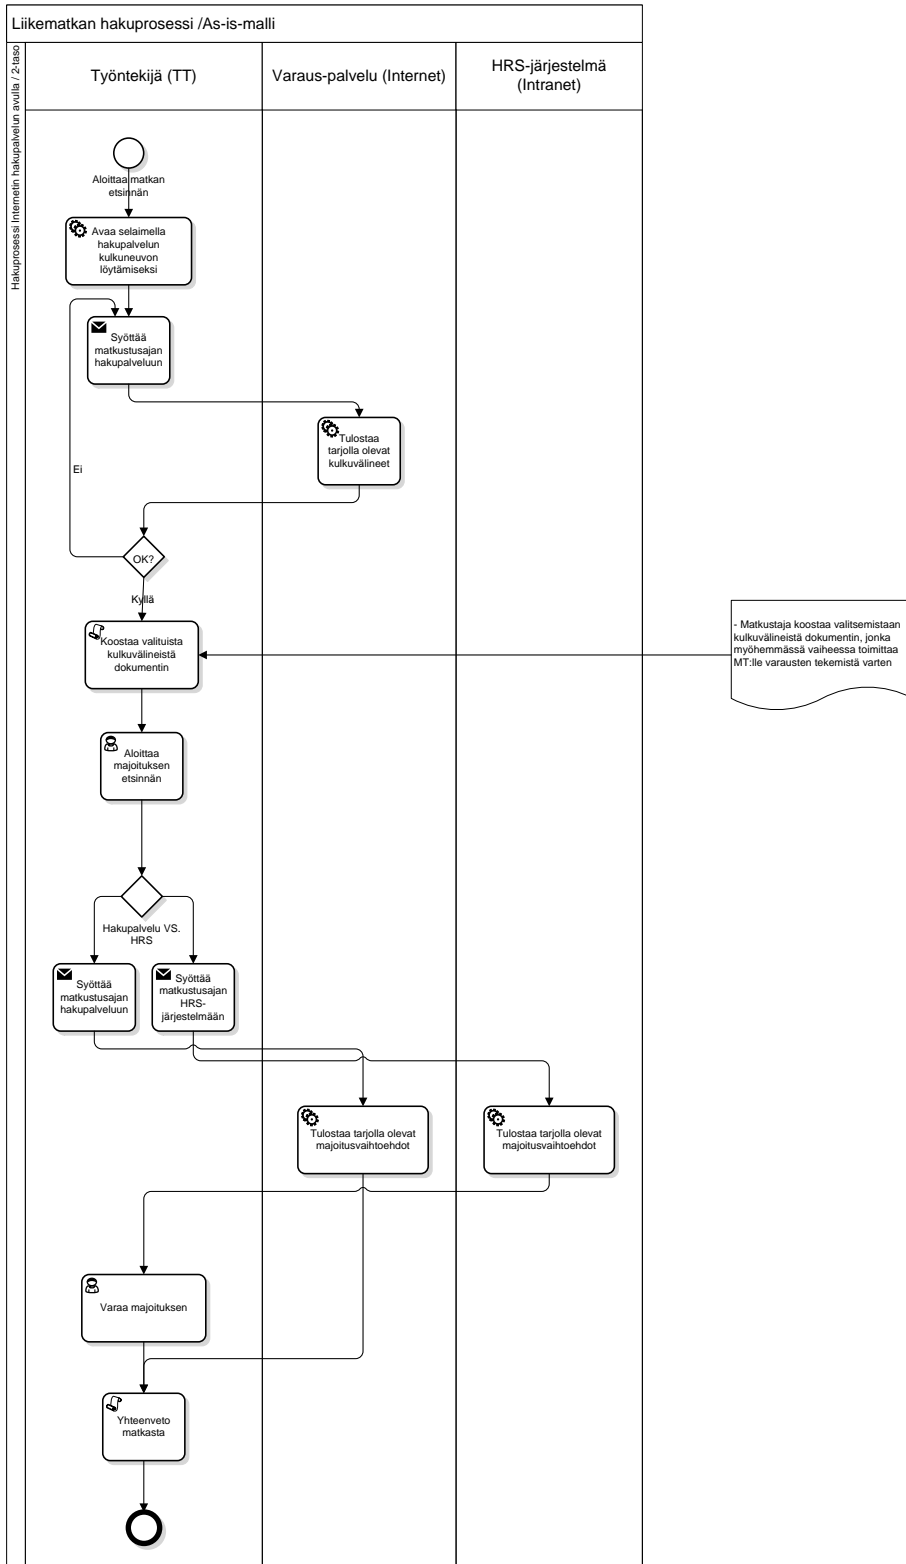 Liikematkan hakuprosessi /As-is-malli
Hakuprosessi Internetin hakupalvelun avulla / 2-taso
Työntekijä (TT)
Varaus-palvelu (Internet)
HRS-järjestelmä
(Intranet)
Aloittaa matkan
etsinnän
Avaa selaimella
hakupalvelun
kulkuneuvon
löytämiseksi
Syöttää
matkustusajan
hakupalveluun
Tulostaa
tarjolla olevat
kulkuvälineet
Ei
OK?
Kyllä
Koostaa valituista
kulkuvälineistä
dokumentin
- Matkustaja koostaa valitsemistaan
kulkuvälineistä dokumentin, jonka
myöhemmässä vaiheessa toimittaa
MT:lle varausten tekemistä varten
Aloittaa
majoituksen
etsinnän
Hakupalvelu VS.
HRS
Syöttää
matkustusajan
hakupalveluun
Syöttää
matkustusajan
HRS-
järjestelmään
Tulostaa tarjolla olevat
majoitusvaihtoehdot
Tulostaa tarjolla olevat
majoitusvaihtoehdot
Varaa majoituksen
Yhteenveto
matkasta